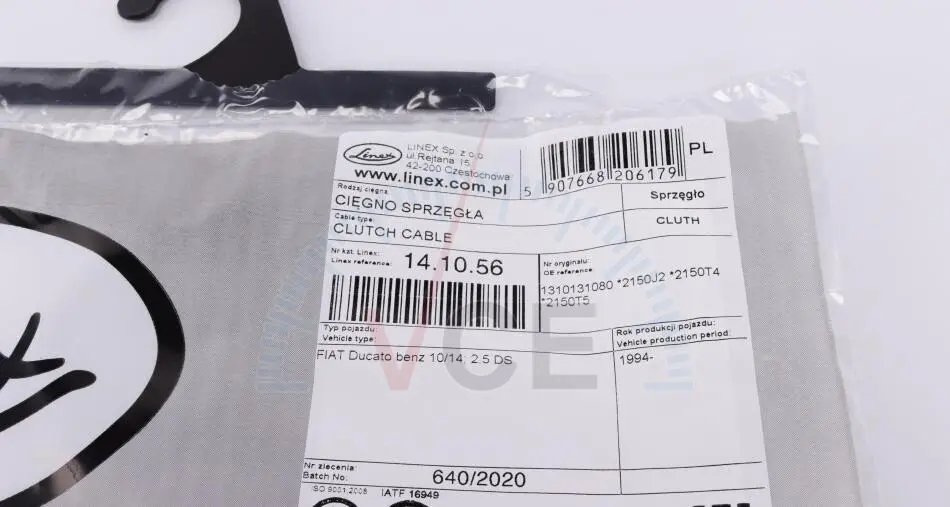 Linex
LINEX Sp. z o.o.
ul. Rejtana 15
42-200 Czestochowa
www.linex.com.pl
5 907668 206179
PL
Rodzaj cięgna:
CIĘGNO SPRZĘGŁA
Sprzęgło
Cable type:
CLUTCH CABLE
CLUTH
Nr kat. Linex:
Linex reference:
14.10.56
Nr oryginału:
OE reference
1310131080 *2150J2 *2150T4
*2150T5
Typ pojazdu:
Vehicle type:
FIAT Ducato benz 10/14; 2.5 DS
Rok produkcji pojazdu:
Vehicle production period:
1994-
VCE
Nr zlecenia:
Batch No:
640/2020
ISO 9001:2008
IATF 16949